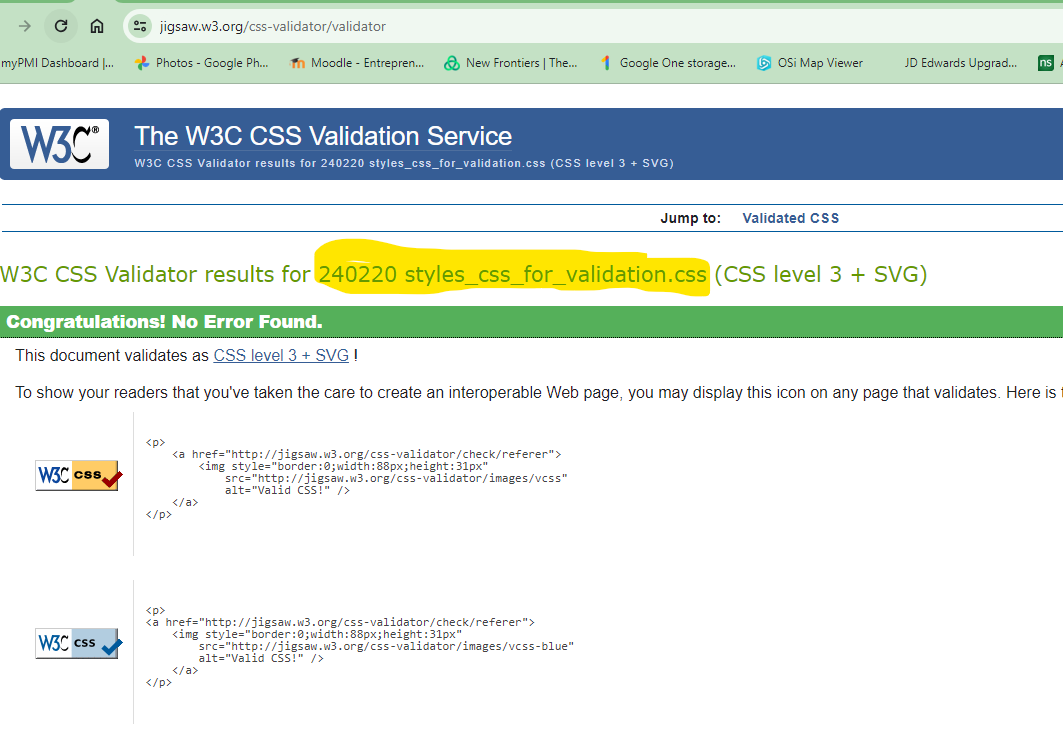 jigsaw.w3.org/css-validator/validator
myPMI Dashboard |... Photos - Google Ph... Moodle - Entrepren... New Frontiers | The... Google One storage... OSi Map Viewer JD Edwards Upgrad... ns
W3C® The W3C CSS Validation Service
W3C CSS Validator results for 240220 styles_css_for_validation.css (CSS level 3 + SVG)
Jump to: Validated CSS
W3C CSS Validator results for 240220 styles_css_for_validation.css (CSS level 3 + SVG)
Congratulations! No Error Found.
This document validates as CSS level 3 + SVG !
To show your readers that you've taken the care to create an interoperable Web page, you may display this icon on any page that validates. Here is
W3C css
<p>
<a href="http://jigsaw.w3.org/css-validator/check/referer">
<img style="border:0;width:88px;height:31px"
src="http://jigsaw.w3.org/css-validator/images/vcss"
alt="Valid CSS!" />
</a>
</p>
W3C css
<p>
<a href="http://jigsaw.w3.org/css-validator/check/referer">
<img style="border:0;width:88px;height:31px"
src="http://jigsaw.w3.org/css-validator/images/vcss-blue"
alt="Valid CSS!" />
</a>
</p>